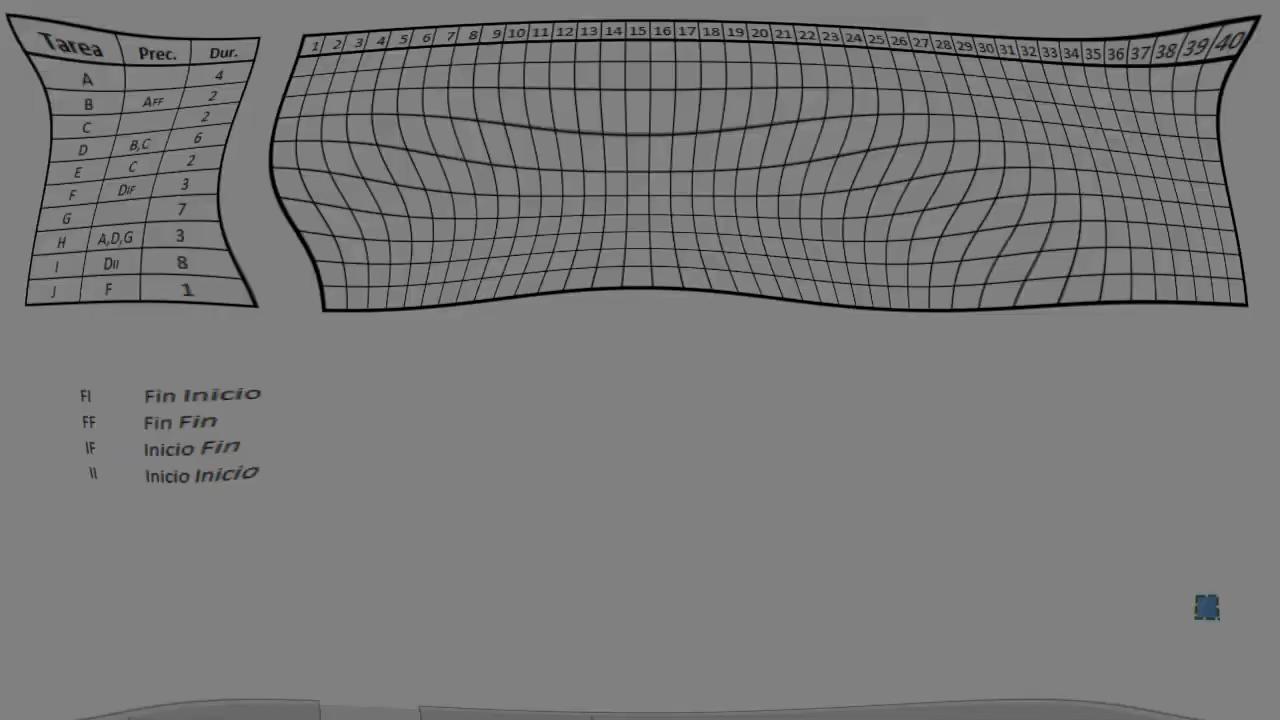 Tarea Prec. Dur. 1 2 3 4 5 6 7 8 9 10 11 12 13 14 15 16 17 18 19 20 21 22 23 24 25 26 27 28 29 30 31 32 33 34 35 36 37 38 39 40
A 4
B AFF 2
C 2
D B,C 6
E C 2
F DIF 3
G 7
H A,D,G 3
I DII 8
J F 1
FI Fin Inicio
FF Fin Fin
IF Inicio Fin
II Inicio Inicio